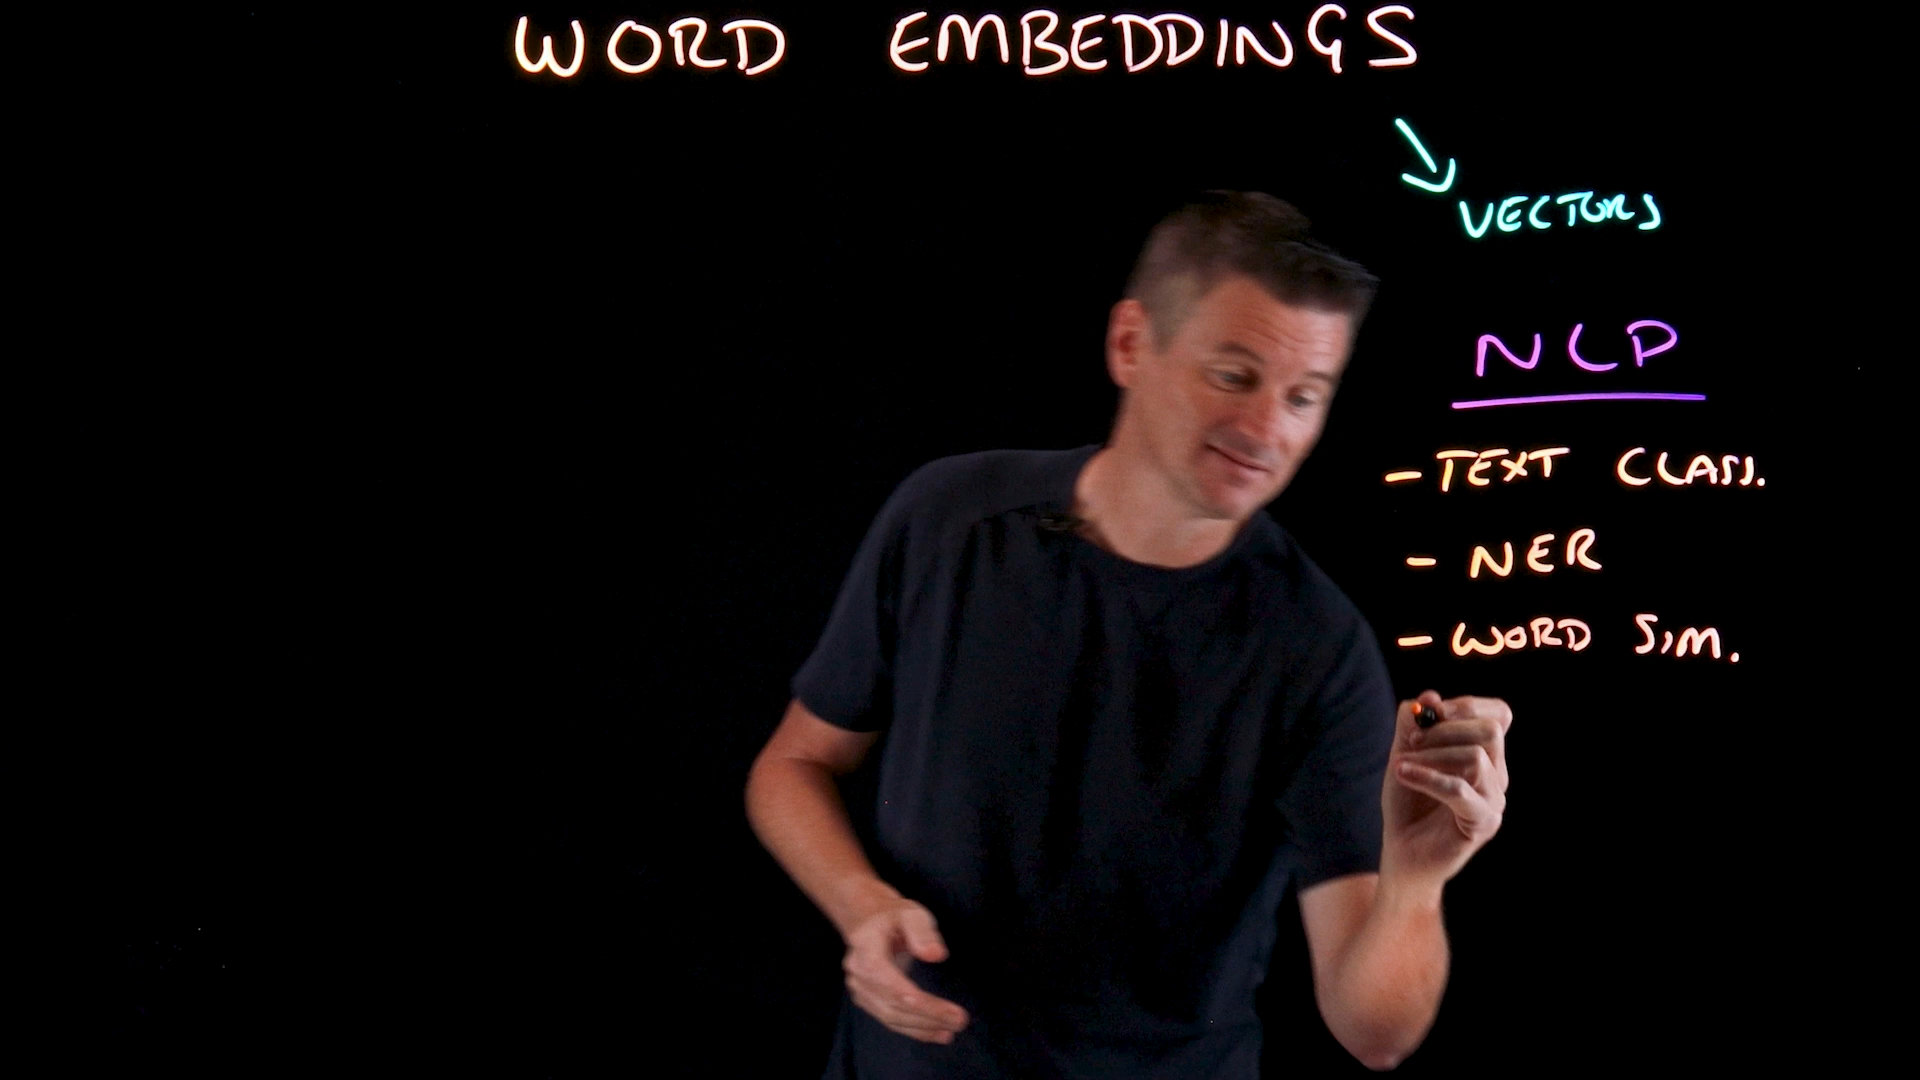 WORD EMBEDDINGS
VECTORS
NLP
- TEXT CLASS.
- NER
- WORD SIM.